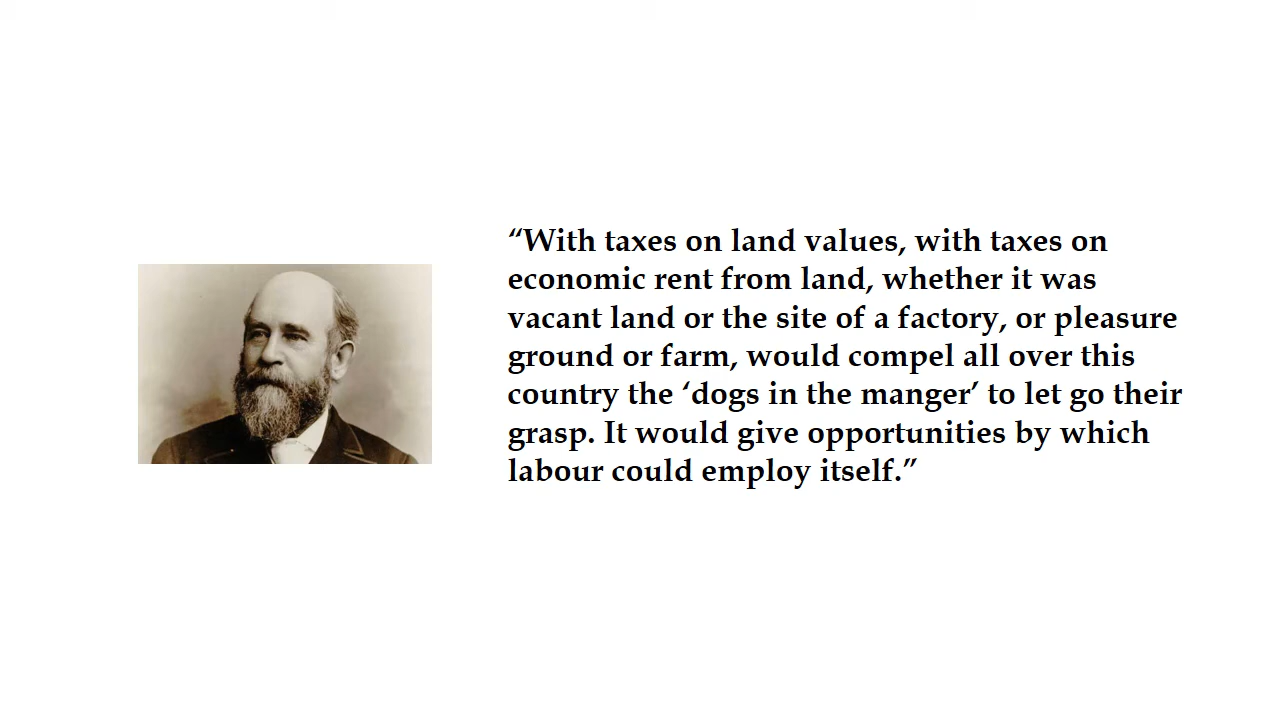 “With taxes on land values, with taxes on
economic rent from land, whether it was
vacant land or the site of a factory, or pleasure
ground or farm, would compel all over this
country the ‘dogs in the manger’ to let go their
grasp. It would give opportunities by which
labour could employ itself.”